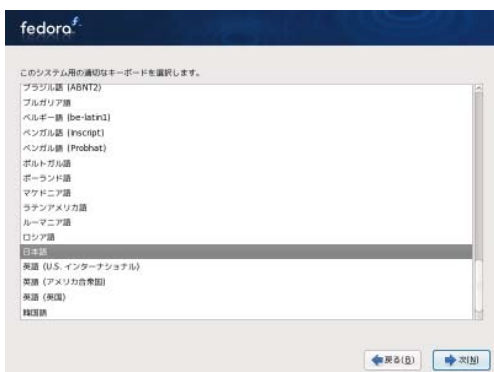 fedora
このシステム用の適切なキーボードを選択します。
ブラジル語 (ABNT2)
ブルガリア語
ベルギー語 (be-latin1)
ベンガル語 (Inscript)
ベンガル語 (Probhat)
ポルトガル語
ポーランド語
マケドニア語
ラテンアメリカ語
ルーマニア語
ロシア語
日本語
英語 (U.S. インターナショナル)
英語 (アメリカ合衆国)
英語 (英国)
韓国語
戻る(B) 次(N)